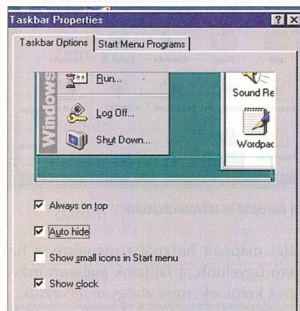 Taskbar Properties
Taskbar Options
Start Menu Programs
Windows
Run...
Log Off...
Shut Down...
Sound Re
Wordpac
Always on top
Auto hide
Show small icons in Start menu
Show clock